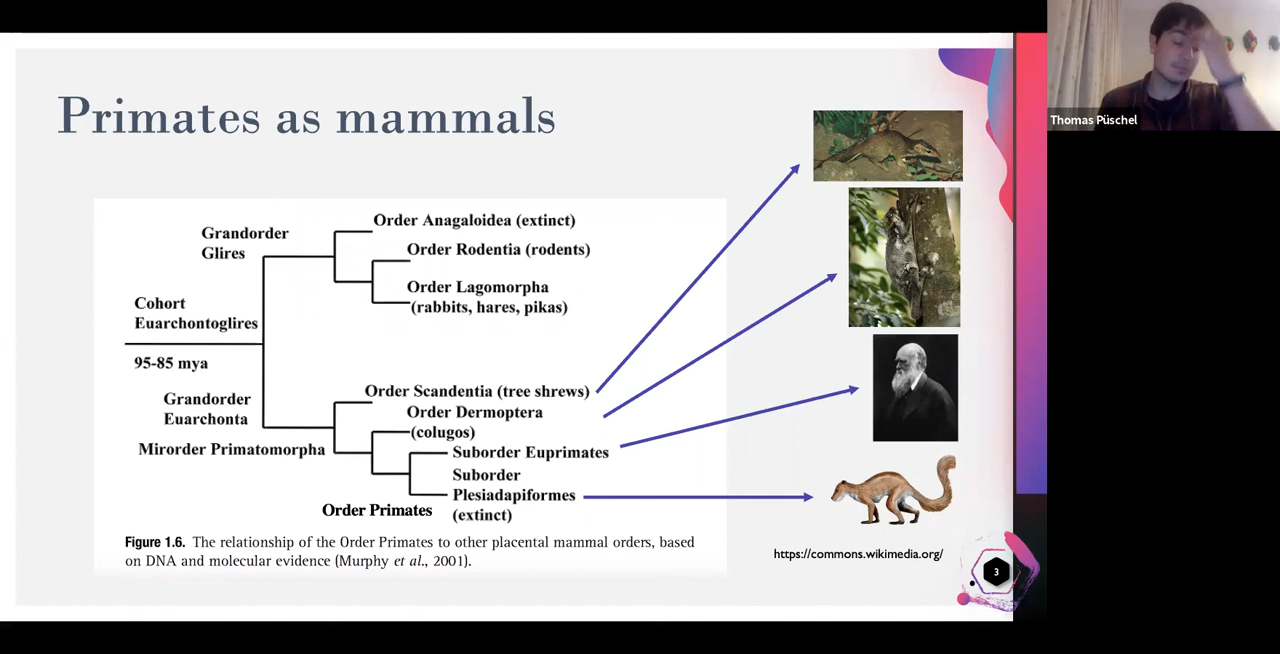 Primates as mammals
Thomas Püschel
Order Anagaloidea (extinct)
Grandorder
Glires
Order Rodentia (rodents)
Order Lagomorpha
(rabbits, hares, pikas)
Cohort
Euarchontoglires
95-85 mya
Order Scandentia (tree shrews)
Grandorder
Euarchonta
Order Dermoptera
(colugos)
Mirorder Primatomorpha
Suborder Euprimates
Suborder
Plesiadapiformes
(extinct)
Order Primates
Figure 1.6. The relationship of the Order Primates to other placental mammal orders, based
on DNA and molecular evidence (Murphy et al., 2001).
https://commons.wikimedia.org/
3